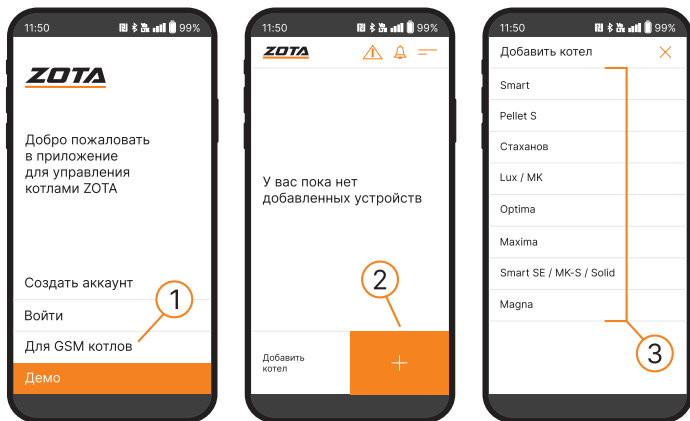 11:50
99%
ZOTA
Добро пожаловать
в приложение
для управления
котлами ZOTA
Создать аккаунт
1
Войти
Для GSM котлов
Демо
11:50
99%
ZOTA
У вас пока нет
добавленных устройств
2
Добавить
котел
+
11:50
99%
Добавить котел
Smart
Pellet S
Стаханов
Lux / MK
Optima
Maxima
Smart SE / MK-S / Solid
Magna
3